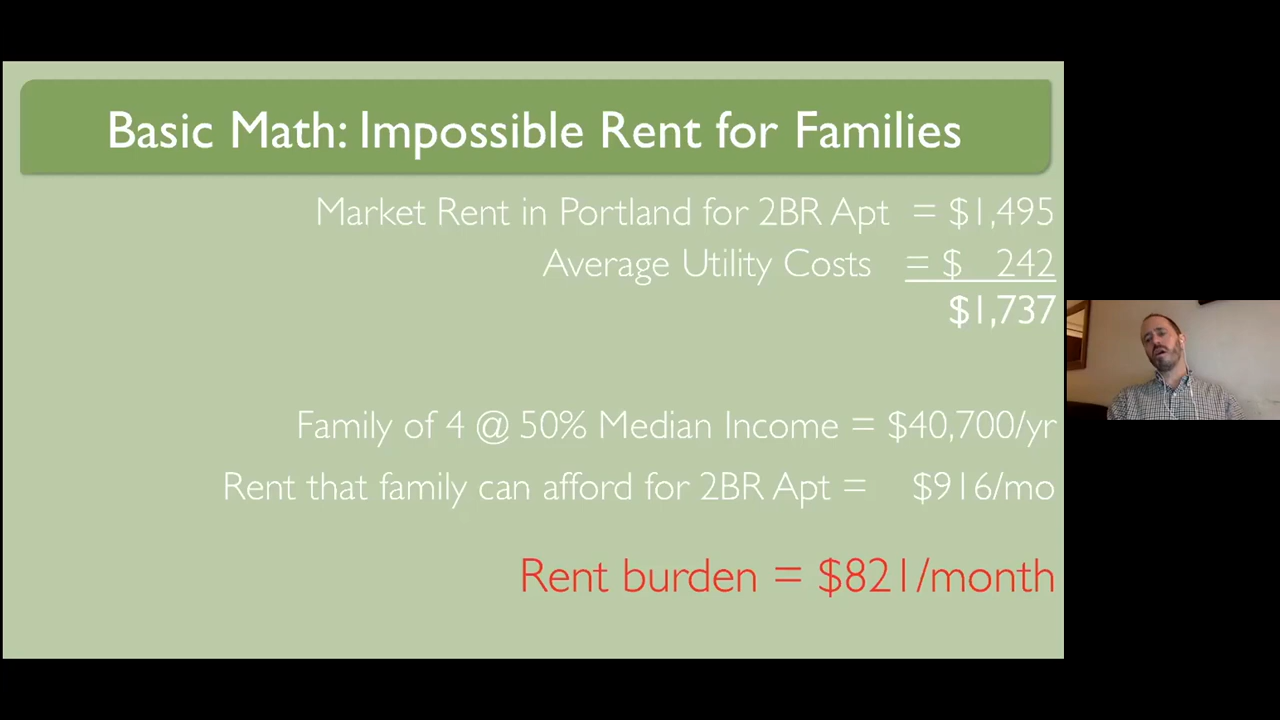 Basic Math: Impossible Rent for Families
Market Rent in Portland for 2BR Apt = $1,495
Average Utility Costs = $ 242
$1,737
Family of 4 @ 50% Median Income = $40,700/yr
Rent that family can afford for 2BR Apt = $916/mo
Rent burden = $821/month